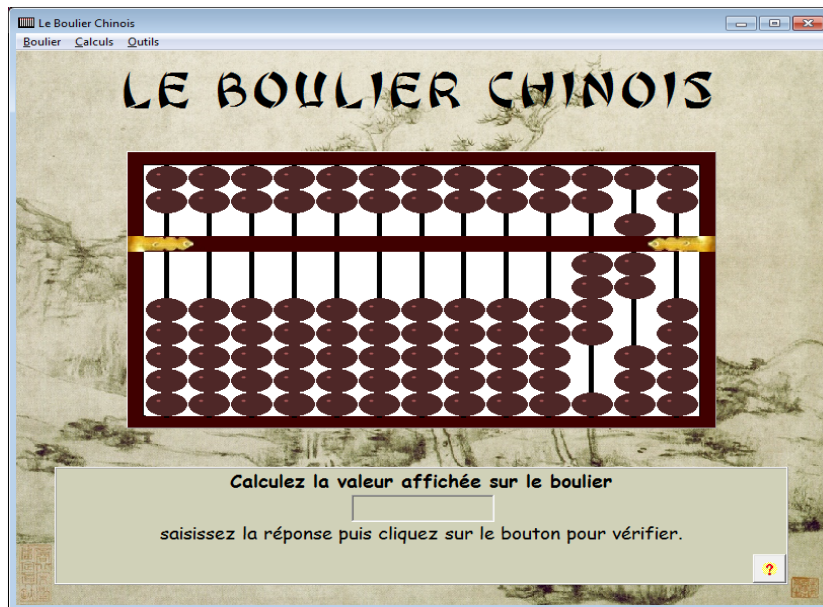 Le Boulier Chinois
Boulier Calculs Outils
LE BOULIER CHINOIS
Calculez la valeur affichée sur le boulier
saisissez la réponse puis cliquez sur le bouton pour vérifier.
?